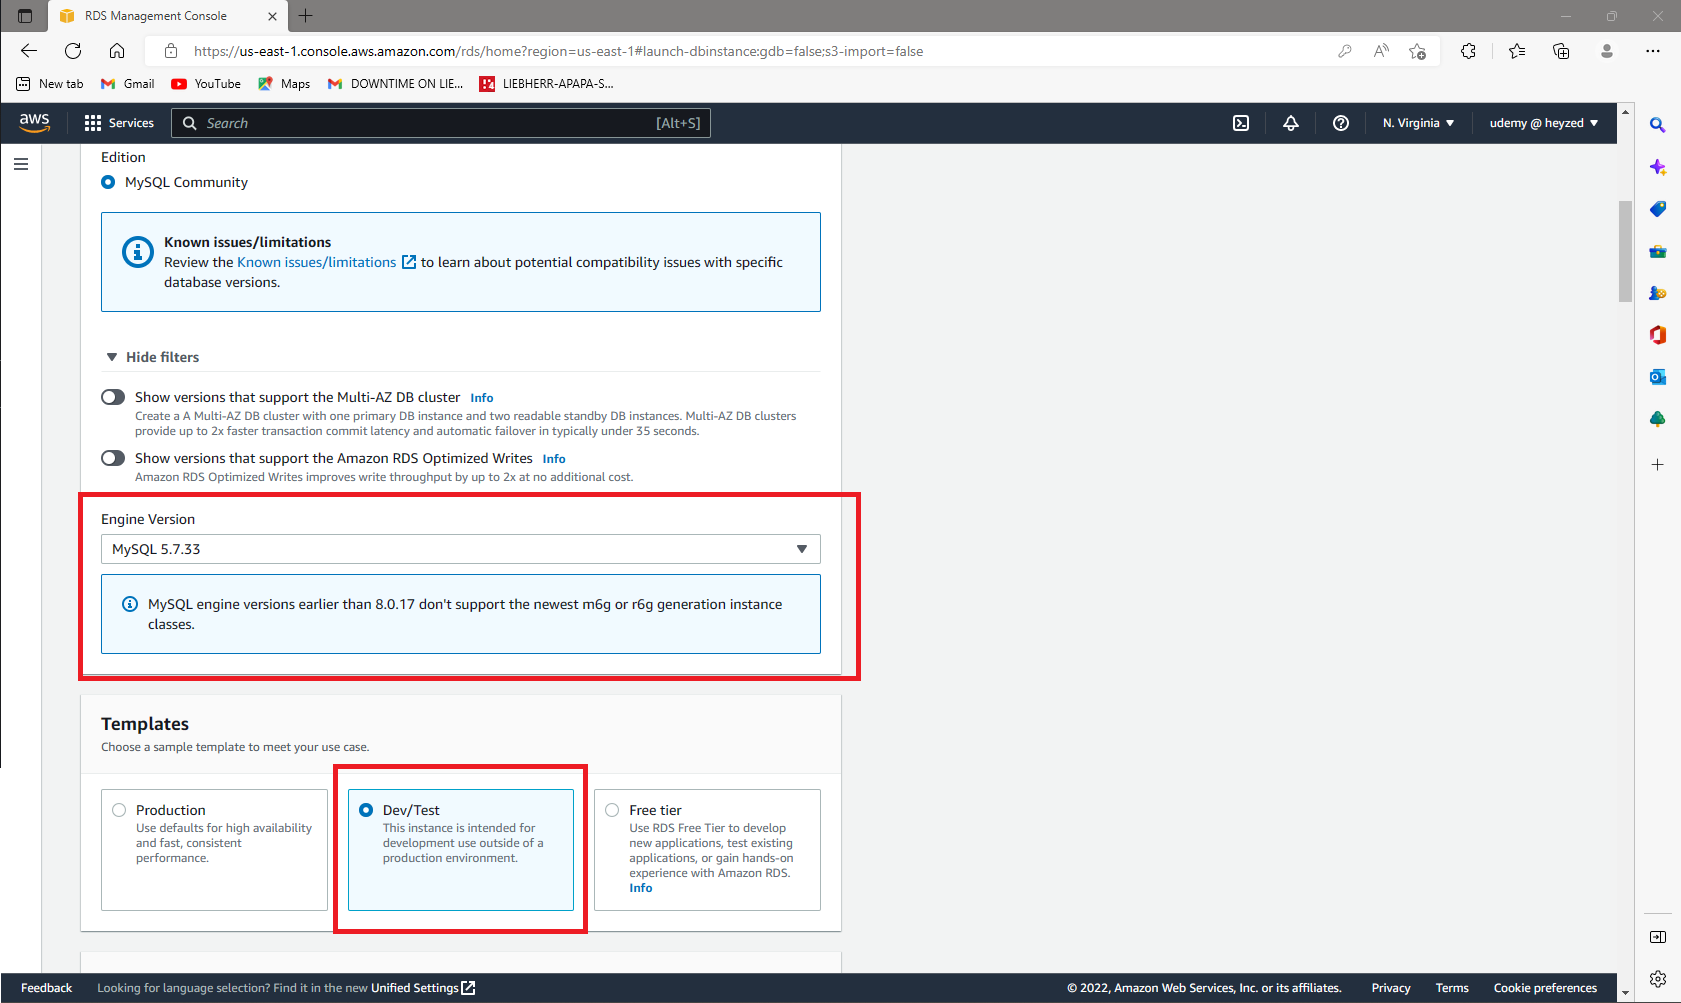 RDS Management Console
https://us-east-1.console.aws.amazon.com/rds/home?region=us-east-1#launch-dbinstance:gdb=false;s3-import=false
New tab Gmail YouTube Maps DOWNTIME ON LIE... LIEBHERR-APAPA-S...
aws Services Search [Alt+S] N. Virginia udemy @ heyzed
Edition
MySQL Community
Known issues/limitations
Review the Known issues/limitations to learn about potential compatibility issues with specific
database versions.
Hide filters
Show versions that support the Multi-AZ DB cluster Info
Create a A Multi-AZ DB cluster with one primary DB instance and two readable standby DB instances. Multi-AZ DB clusters
provide up to 2x faster transaction commit latency and automatic failover in typically under 35 seconds.
Show versions that support the Amazon RDS Optimized Writes Info
Amazon RDS Optimized Writes improves write throughput by up to 2x at no additional cost.
Engine Version
MySQL 5.7.33
MySQL engine versions earlier than 8.0.17 don't support the newest m6g or r6g generation instance
classes.
Templates
Choose a sample template to meet your use case.
Production
Use defaults for high availability
and fast, consistent
performance.
Dev/Test
This instance is intended for
development use outside of a
production environment.
Free tier
Use RDS Free Tier to develop
new applications, test existing
applications, or gain hands-on
experience with Amazon RDS.
Info
Feedback Looking for language selection? Find it in the new Unified Settings © 2022, Amazon Web Services, Inc. or its affiliates. Privacy Terms Cookie preferences